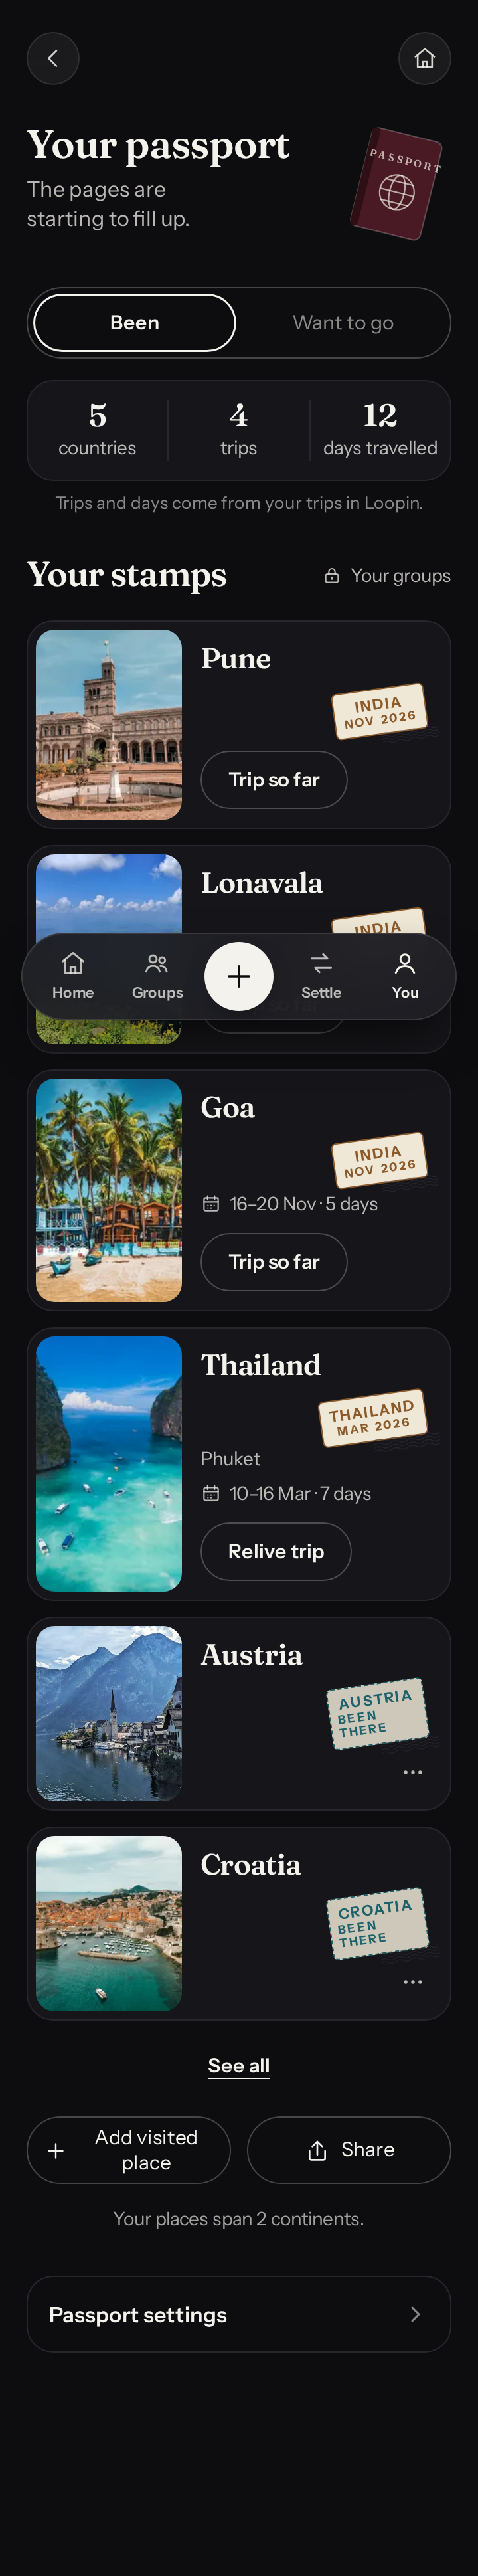 Your passport
The pages are
starting to fill up.
PASSPORT
Been
Want to go
5
countries
4
trips
12
days travelled
Trips and days come from your trips in Loopin.
Your stamps
Your groups
Pune
INDIA
NOV 2026
Trip so far
Lonavala
INDIA
Home
Groups
Settle
You
Goa
INDIA
NOV 2026
16–20 Nov · 5 days
Trip so far
Thailand
THAILAND
MAR 2026
Phuket
10–16 Mar · 7 days
Relive trip
Austria
AUSTRIA
BEEN
THERE
Croatia
CROATIA
BEEN
THERE
See all
Add visited
place
Share
Your places span 2 continents.
Passport settings